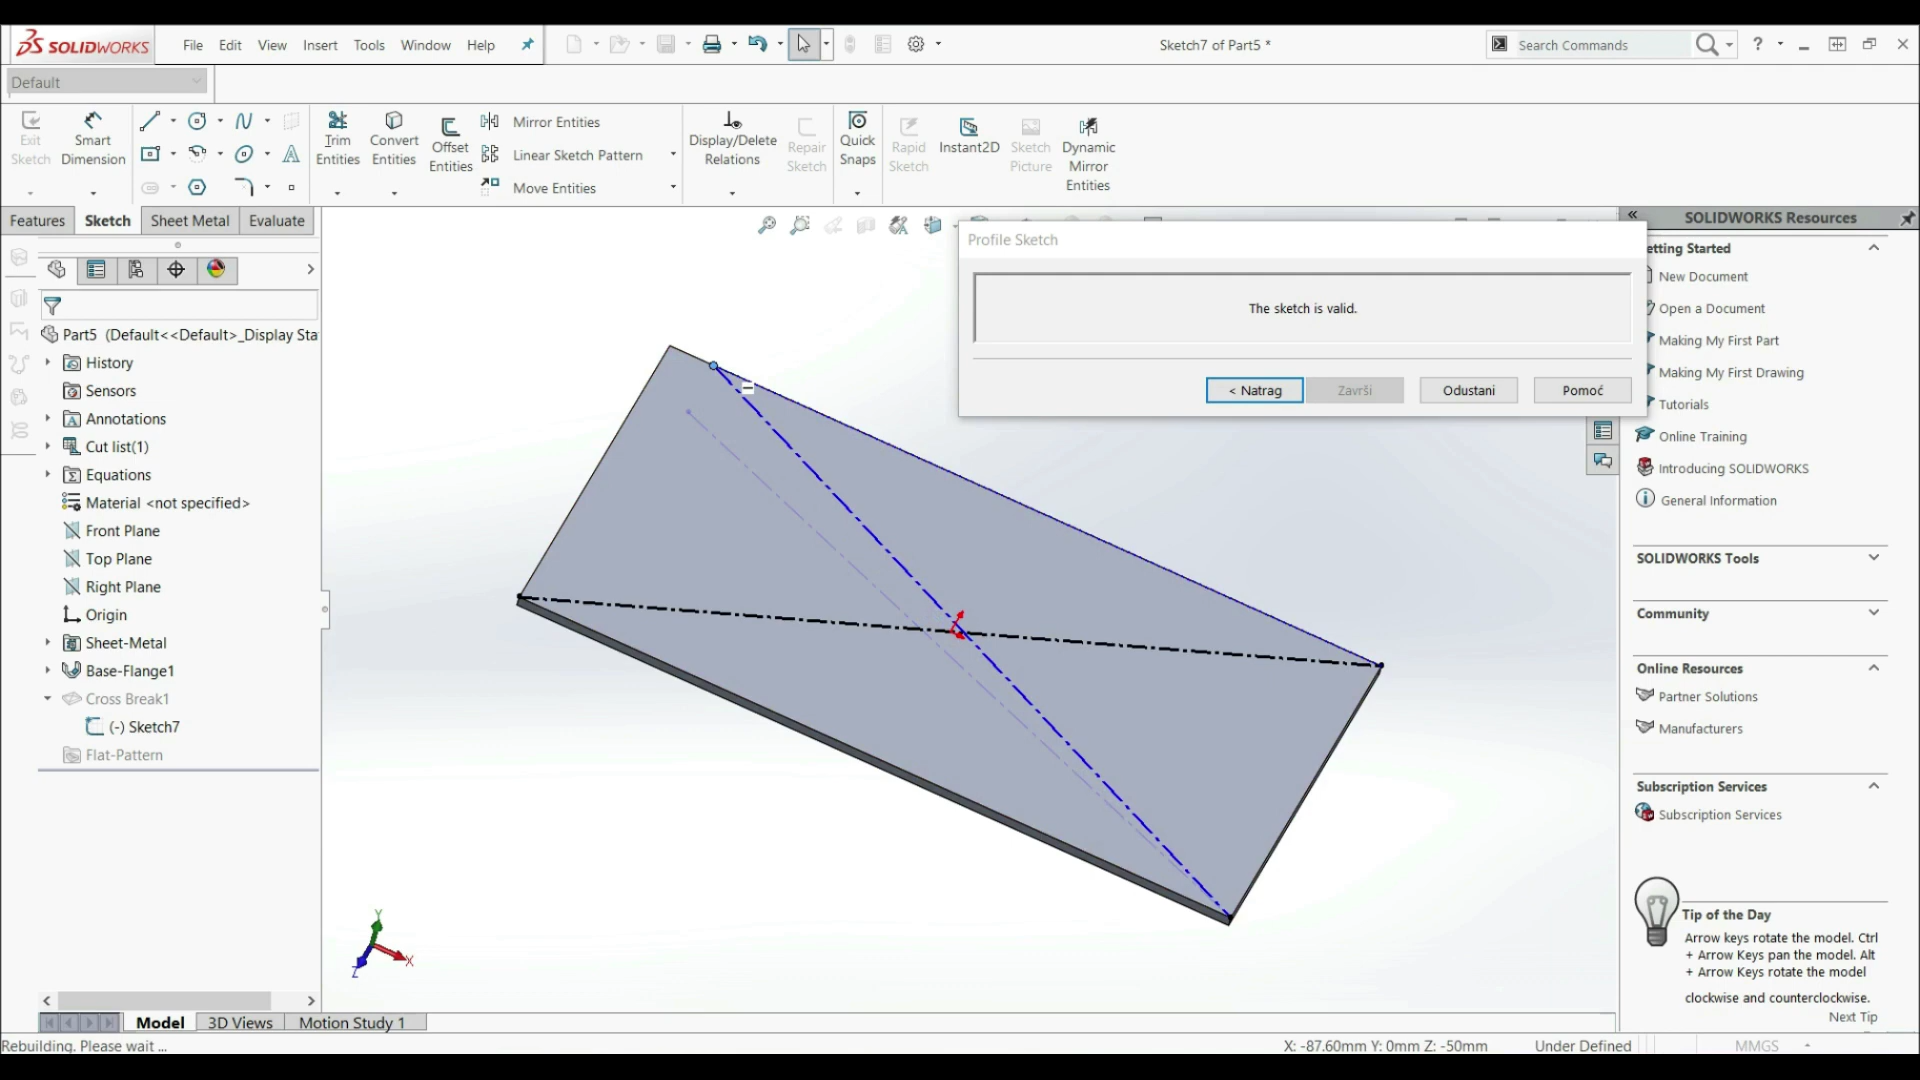 SOLIDWORKS File Edit View Insert Tools Window Help Sketch7 of Part5 * Search Commands ?
Default
Exit Sketch
Smart Dimension
Trim Entities
Convert Entities
Offset Entities
Mirror Entities
Linear Sketch Pattern
Move Entities
Display/Delete Relations
Repair Sketch
Quick Snaps
Rapid Sketch
Instant2D
Sketch Picture
Dynamic Mirror Entities
Features Sketch Sheet Metal Evaluate
Part5 (Default<<Default>_Display Sta
History
Sensors
Annotations
Cut list(1)
Equations
Material <not specified>
Front Plane
Top Plane
Right Plane
Origin
Sheet-Metal
Base-Flange1
Cross Break1
(-) Sketch7
Flat-Pattern
Profile Sketch
The sketch is valid.
< Natrag Završi Odustani Pomoć
Y
X
Z
SOLIDWORKS Resources
etting Started
New Document
Open a Document
Making My First Part
Making My First Drawing
Tutorials
Online Training
Introducing SOLIDWORKS
General Information
SOLIDWORKS Tools
Community
Online Resources
Partner Solutions
Manufacturers
Subscription Services
Subscription Services
Tip of the Day
Arrow keys rotate the model. Ctrl
+ Arrow Keys pan the model. Alt
+ Arrow Keys rotate the model
clockwise and counterclockwise.
Next Tip
Model 3D Views Motion Study 1
Rebuilding. Please wait ... X: -87.60mm Y: 0mm Z: -50mm Under Defined MMGS